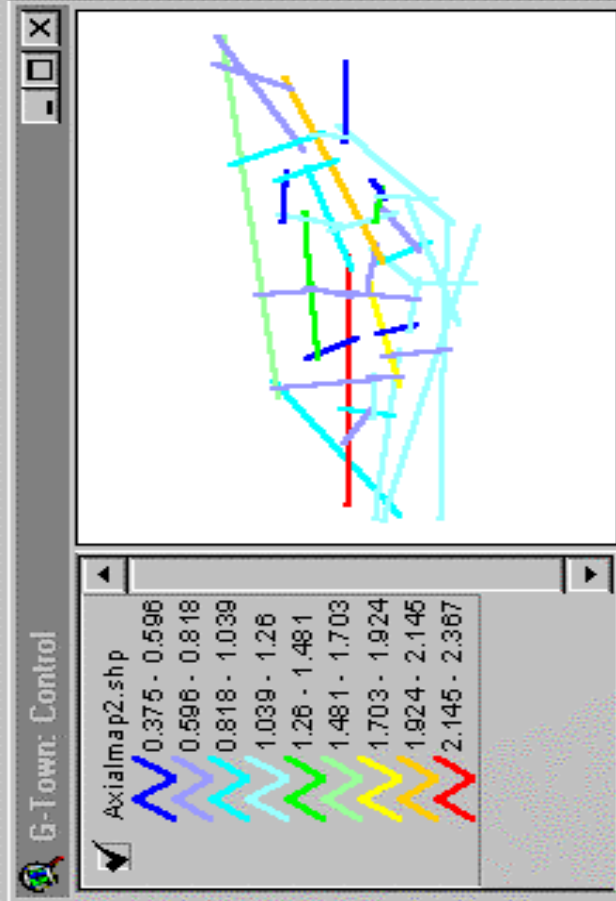 G-Town: Control
Axialmap2.shp
0.375 - 0.596
0.596 - 0.818
0.818 - 1.039
1.039 - 1.26
1.26 - 1.481
1.481 - 1.703
1.703 - 1.924
1.924 - 2.145
2.145 - 2.367